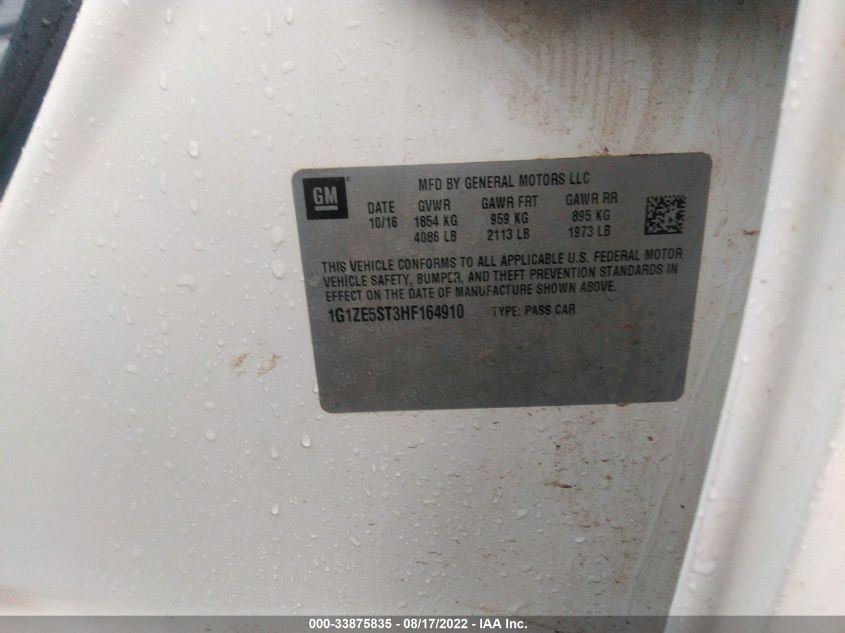 GM ®
MFD BY GENERAL MOTORS LLC
DATE GVWR GAWR FRT GAWR RR
10/16 1854 KG 959 KG 895 KG
4086 LB 2113 LB 1973 LB
THIS VEHICLE CONFORMS TO ALL APPLICABLE U.S. FEDERAL MOTOR
VEHICLE SAFETY, BUMPER, AND THEFT PREVENTION STANDARDS IN
EFFECT ON THE DATE OF MANUFACTURE SHOWN ABOVE.
1G1ZE5ST3HF164910 TYPE: PASS CAR
000-33875835 - 08/17/2022 - IAA Inc.